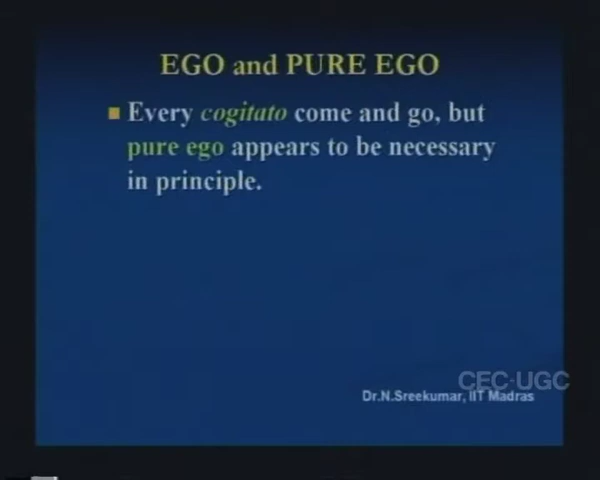 EGO and PURE EGO
Every cogitato come and go, but
pure ego appears to be necessary
in principle.
CEC-UGC
Dr.N.Sreekumar, IIT Madras